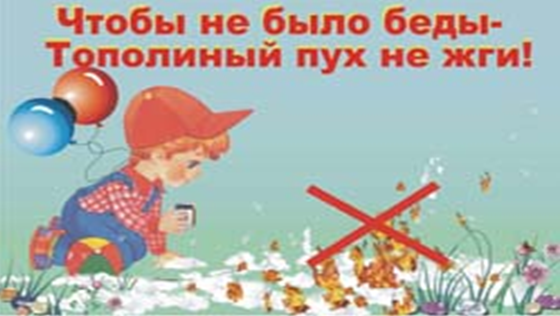 Чтобы не было беды-
Тополиный пух не жги!